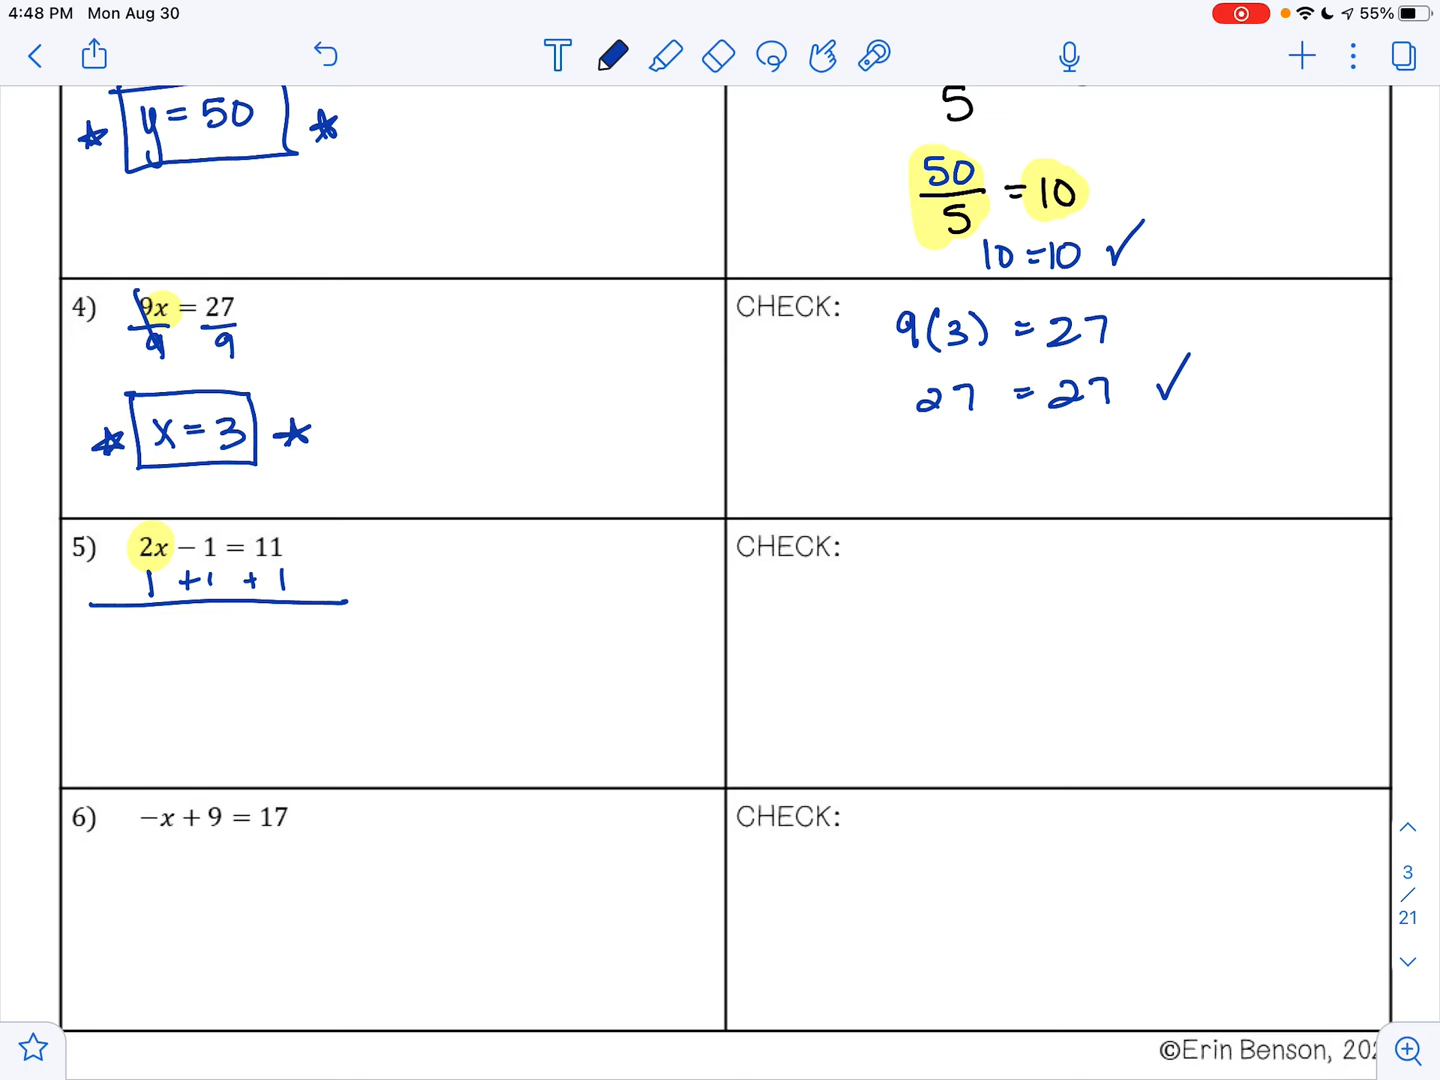 4:48 PM Mon Aug 30
55%
T
y = 50
5
50
5
= 10
10 = 10 ✓
4) 9x = 27
9 9
x = 3
CHECK:
9(3) = 27
27 = 27 ✓
5) 2x − 1 = 11
+1 + 1
CHECK:
6) −x + 9 = 17
CHECK:
3
/
21
©Erin Benson, 202